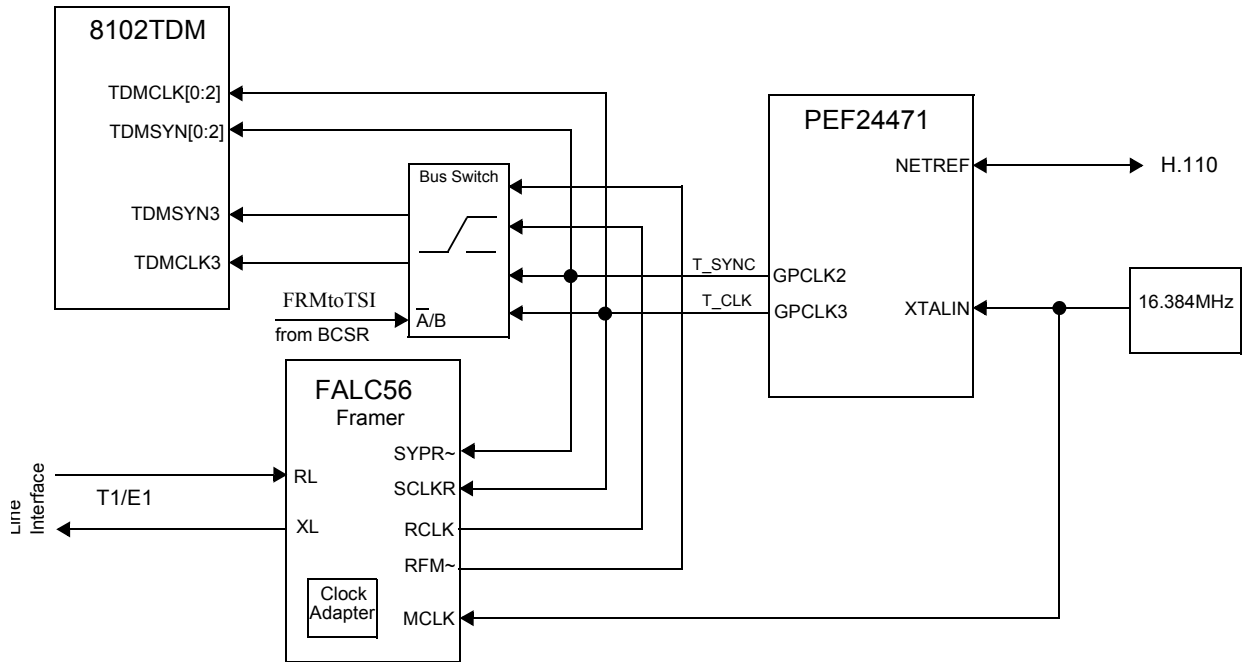 8102TDM
TDMCLK[0:2]
TDMSYN[0:2]
TDMSYN3
TDMCLK3
Bus Switch
A/B
FRMtoTSI
from BCSR
PEF24471
NETREF
H.110
T_SYNC
GPCLK2
T_CLK
GPCLK3
XTALIN
16.384MHz
FALC56
Framer
SYPR~
SCLKR
RCLK
RFM~
MCLK
RL
XL
Clock
Adapter
T1/E1
Line
Interface